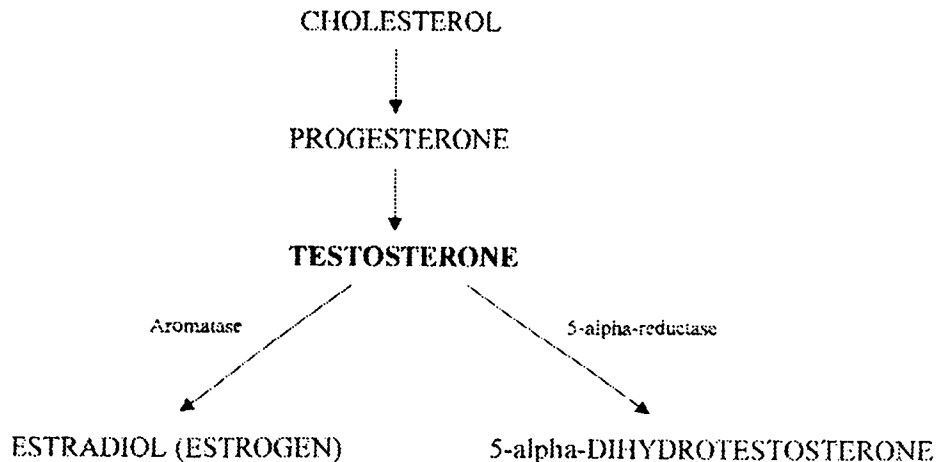 CHOLESTEROL
PROGESTERONE
TESTOSTERONE
Aromatase
5-alpha-reductase
ESTRADIOL (ESTROGEN)
5-alpha-DIHYDROTESTOSTERONE